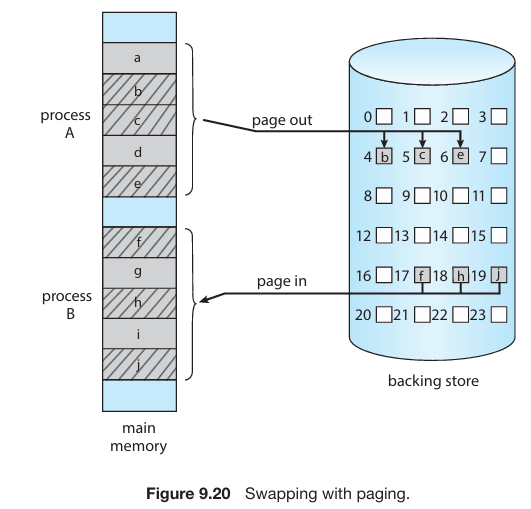 a
b
c
d
e
process
A
f
g
h
i
j
process
B
main
memory
page out
page in
0 1 2 3
4 b 5 c 6 e 7
8 9 10 11
12 13 14 15
16 17 f 18 h 19 j
20 21 22 23
backing store
Figure 9.20 Swapping with paging.